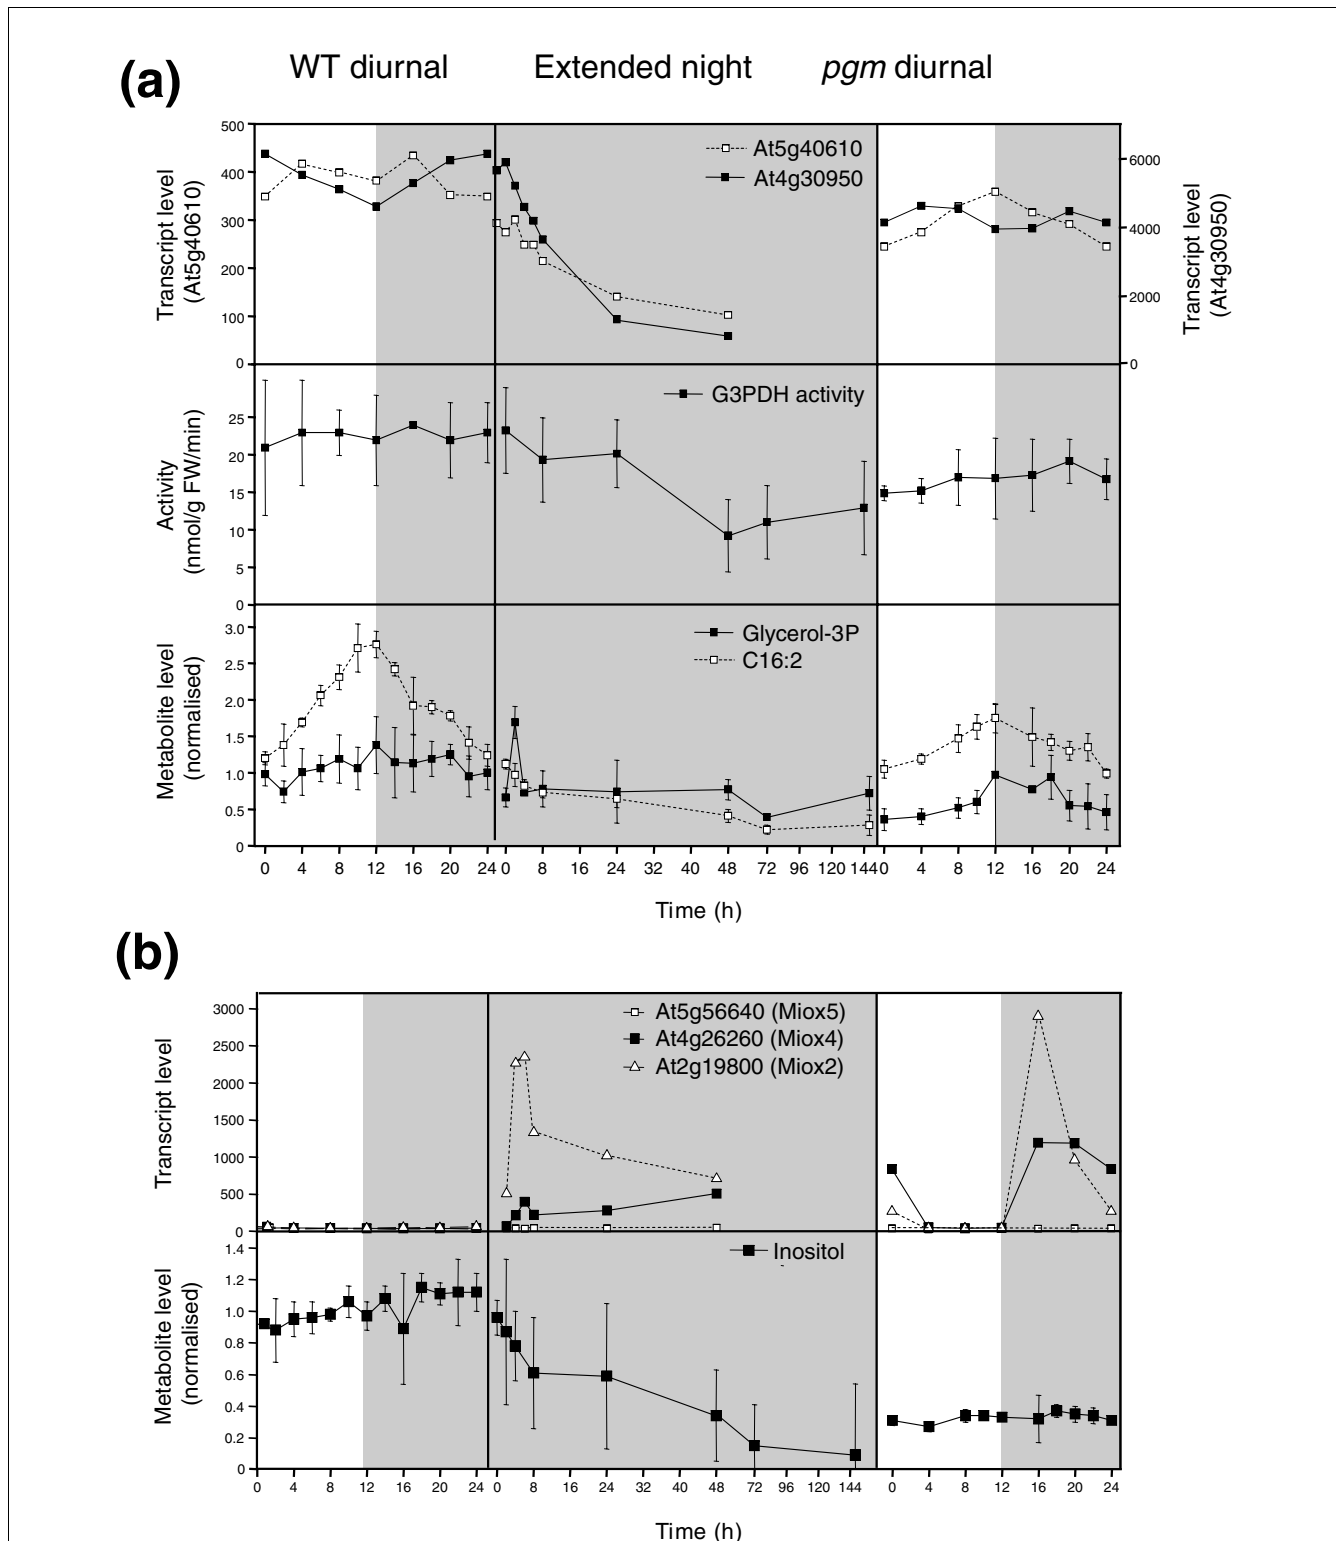 (a)
WT diurnal Extended night pgm diurnal
500
400
300
200
100
0
Transcript level
(At5g40610)
At5g40610
At4g30950
6000
4000
2000
0
Transcript level
(At4g30950)
25
20
15
10
5
0
Activity
(nmol/g FW/min)
G3PDH activity
3.0
2.5
2.0
1.5
1.0
0.5
0
Metabolite level
(normalised)
Glycerol-3P
C16:2
0 4 8 12 16 20 24 0 8 16 24 32 40 48 72 96 120 144 0 4 8 12 16 20 24
Time (h)
(b)
3000
2500
2000
1500
1000
500
0
Transcript level
At5g56640 (Miox5)
At4g26260 (Miox4)
At2g19800 (Miox2)
1.4
1.2
1.0
0.8
0.6
0.4
0.2
0
Metabolite level
(normalised)
Inositol
0 4 8 12 16 20 24 0 8 16 24 32 40 48 72 96 120 144 0 4 8 12 16 20 24
Time (h)